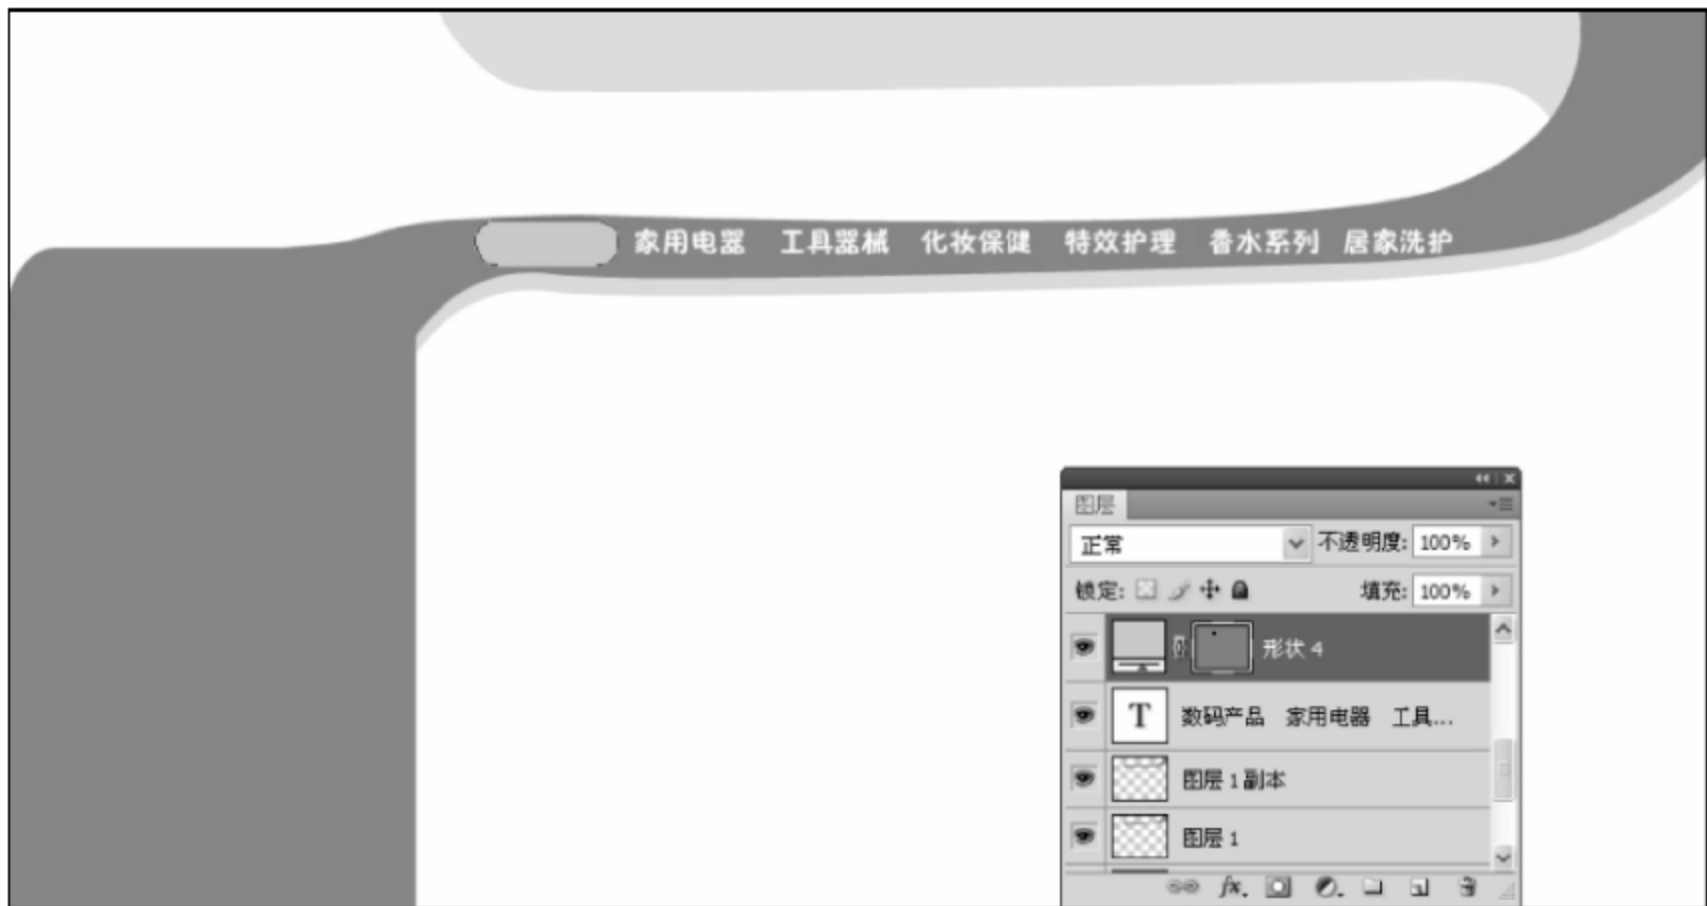 家用电器 工具器械 化妆保健 特效护理 香水系列 居家洗护
图层
正常 不透明度: 100%
锁定: 填充: 100%
形状 4
T 数码产品 家用电器 工具...
图层 1 副本
图层 1
fx.